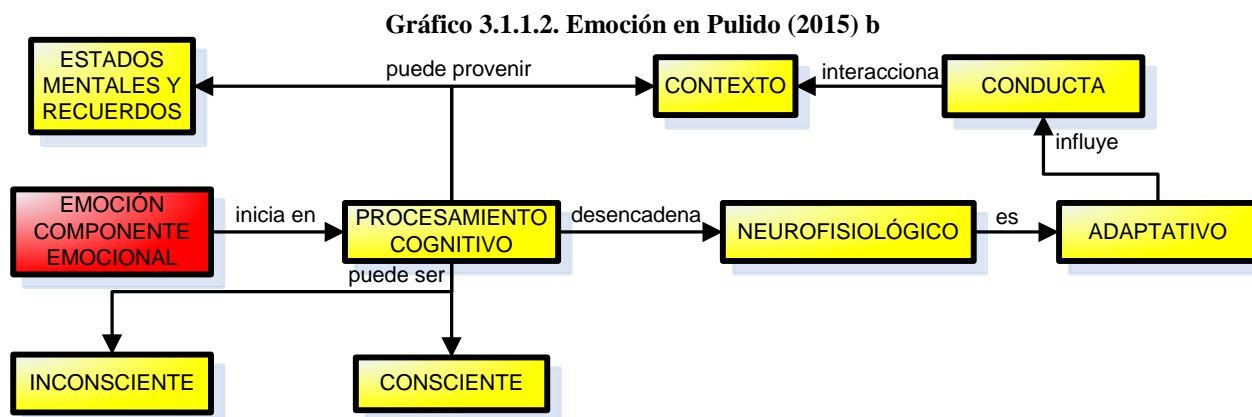 Gráfico 3.1.1.2. Emoción en Pulido (2015) b
ESTADOS
MENTALES Y
RECUERDOS
puede provenir
CONTEXTO
interacciona
CONDUCTA
influye
EMOCIÓN
COMPONENTE
EMOCIONAL
inicia en
PROCESAMIENTO
COGNITIVO
desencadena
NEUROFISIOLÓGICO
es
ADAPTATIVO
puede ser
INCONSCIENTE
CONSCIENTE